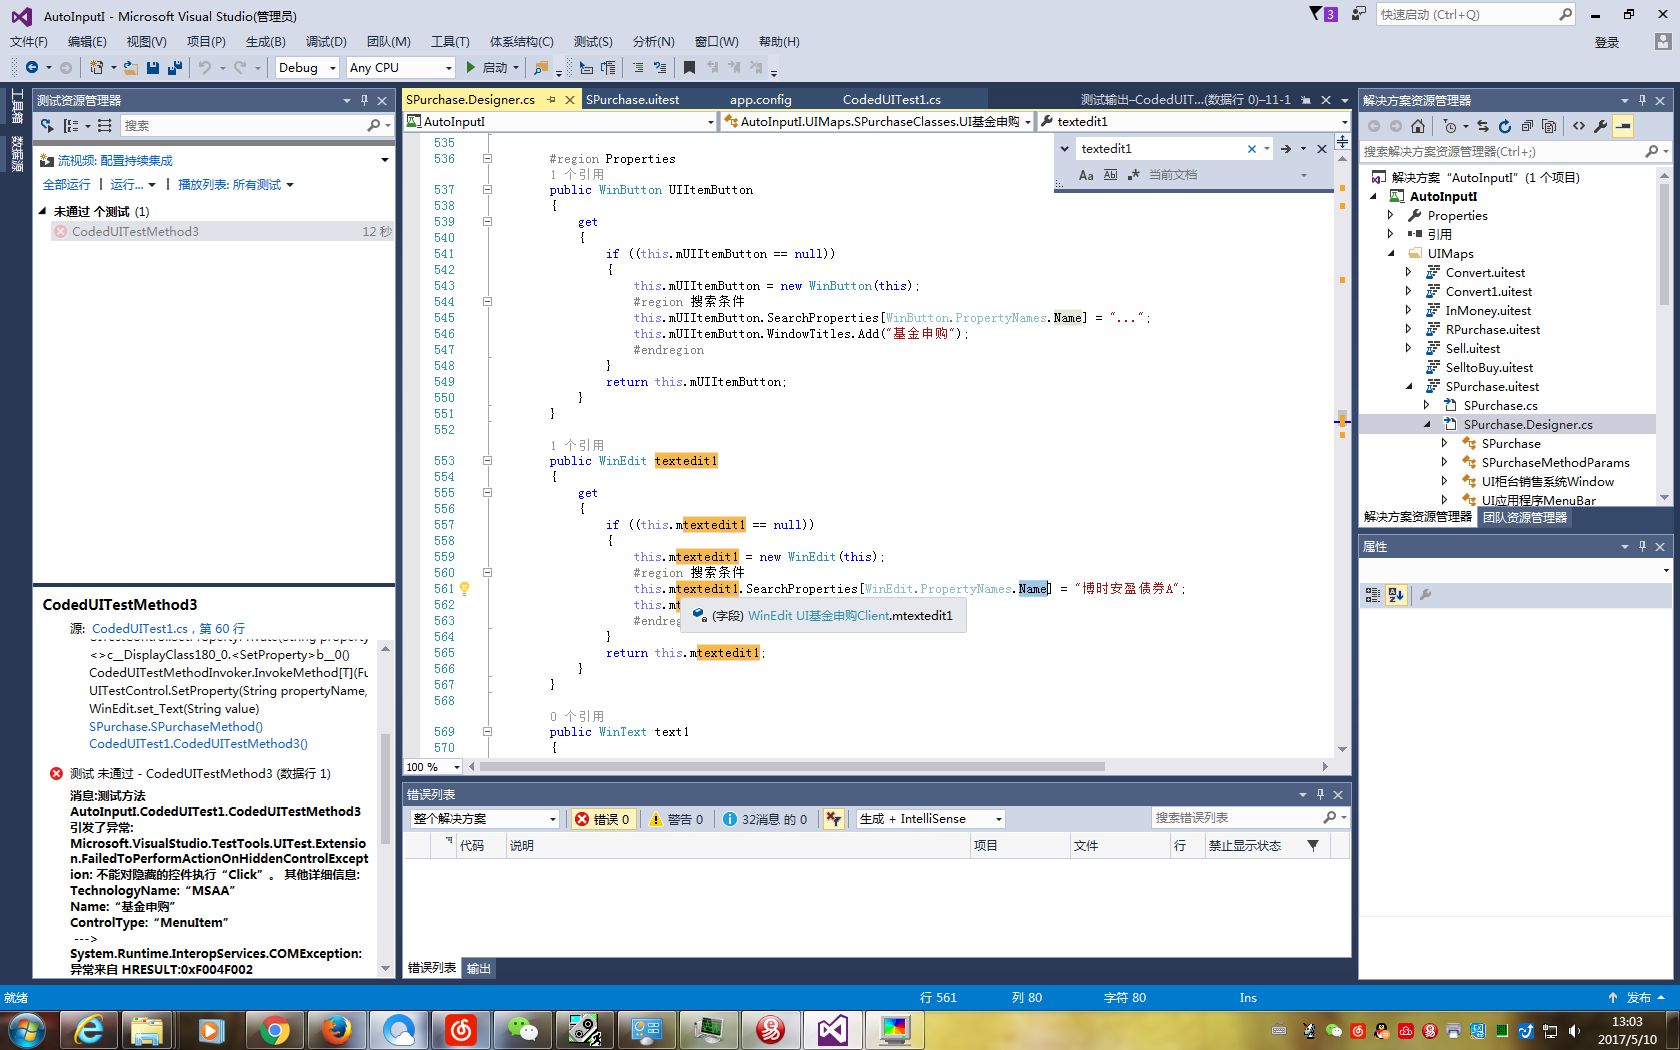 AutoInputI - Microsoft Visual Studio(管理员)
3
快速启动 (Ctrl+Q)
文件(F) 编辑(E) 视图(V) 项目(P) 生成(B) 调试(D) 团队(M) 工具(T) 体系结构(C) 测试(S) 分析(N) 窗口(W) 帮助(H)
登录
Debug Any CPU 启动
工具箱
数据源
测试资源管理器
搜索
流视频: 配置持续集成
全部运行 | 运行... | 播放列表: 所有测试
未通过 个测试 (1)
CodedUITestMethod3 12 秒
CodedUITestMethod3
源: CodedUITest1.cs , 第 60 行
<>c__DisplayClass180_0.<SetProperty>b__0()
CodedUITestMethodInvoker.InvokeMethod[T](Fu
UITestControl.SetProperty(String propertyName,
WinEdit.set_Text(String value)
SPurchase.SPurchaseMethod()
CodedUITest1.CodedUITestMethod3()
测试 未通过 - CodedUITestMethod3 (数据行 1)
消息:测试方法
AutoInputI.CodedUITest1.CodedUITestMethod3
引发了异常:
Microsoft.VisualStudio.TestTools.UITest.Extension.FailedToPerformActionOnHiddenControlException: 不能对隐藏的控件执行“Click”。 其他详细信息:
TechnologyName:“MSAA”
Name:“基金申购”
ControlType:“MenuItem”
--->
System.Runtime.InteropServices.COMException:
异常来自 HRESULT:0xF004F002
SPurchase.Designer.cs SPurchase.uitest app.config CodedUITest1.cs 测试输出–CodedUIT...(数据行 0)–11-1
AutoInputI AutoInputI.UIMaps.SPurchaseClasses.UI基金申购 textedit1
textedit1
Aa Ab 当前文档
535
536 #region Properties
1 个引用
537 public WinButton UIItemButton
538 {
539 get
540 {
541 if ((this.mUIItemButton == null))
542 {
543 this.mUIItemButton = new WinButton(this);
544 #region 搜索条件
545 this.mUIItemButton.SearchProperties[WinButton.PropertyNames.Name] = "...";
546 this.mUIItemButton.WindowTitles.Add("基金申购");
547 #endregion
548 }
549 return this.mUIItemButton;
550 }
551 }
552
1 个引用
553 public WinEdit textedit1
554 {
555 get
556 {
557 if ((this.mtextedit1 == null))
558 {
559 this.mtextedit1 = new WinEdit(this);
560 #region 搜索条件
561 this.mtextedit1.SearchProperties[WinEdit.PropertyNames.Name] = "博时安盈债券A";
562 this.mt
563 #endreg
(字段) WinEdit UI基金申购Client.mtextedit1
564 }
565 return this.mtextedit1;
566 }
567 }
568
0 个引用
569 public WinText text1
570 {
100 %
错误列表
整个解决方案 错误 0 警告 0 32消息 的 0 生成 + IntelliSense 搜索错误列表
代码 说明 项目 文件 行 禁止显示状态
错误列表 输出
解决方案资源管理器
搜索解决方案资源管理器(Ctrl+;)
解决方案“AutoInputI”(1 个项目)
AutoInputI
Properties
引用
UIMaps
Convert.uitest
Convert1.uitest
InMoney.uitest
RPurchase.uitest
Sell.uitest
SelltoBuy.uitest
SPurchase.uitest
SPurchase.cs
SPurchase.Designer.cs
SPurchase
SPurchaseMethodParams
UI柜台销售系统Window
UI应用程序MenuBar
解决方案资源管理器 团队资源管理器
属性
就绪 行 561 列 80 字符 80 Ins 发布
13:03
2017/5/10